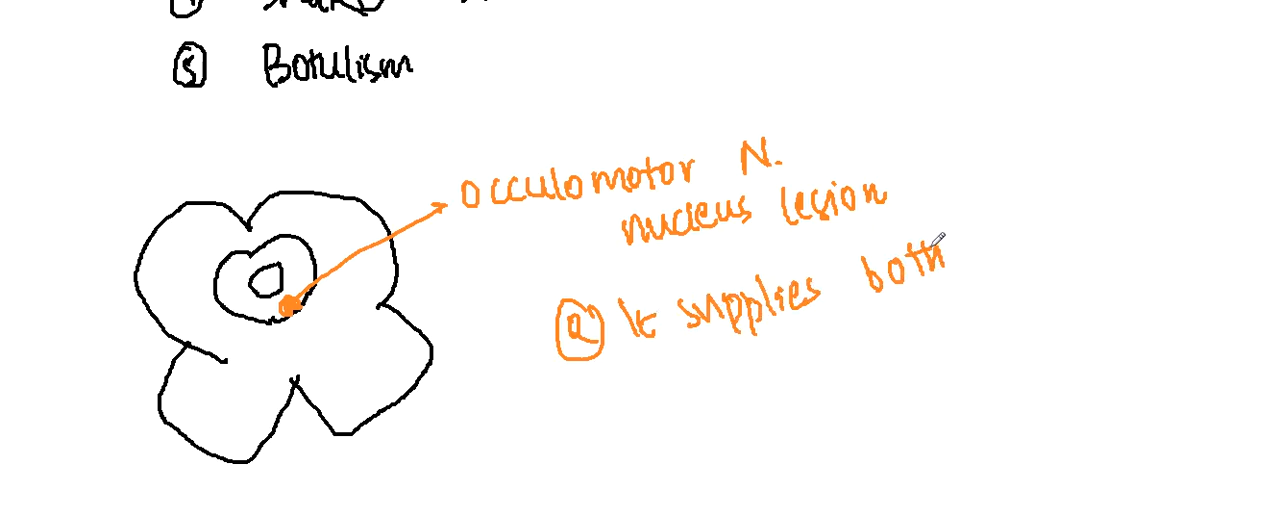 ⑤ Botulism
Occulomotor N.
nucleus lesion
ⓐ It supplies both